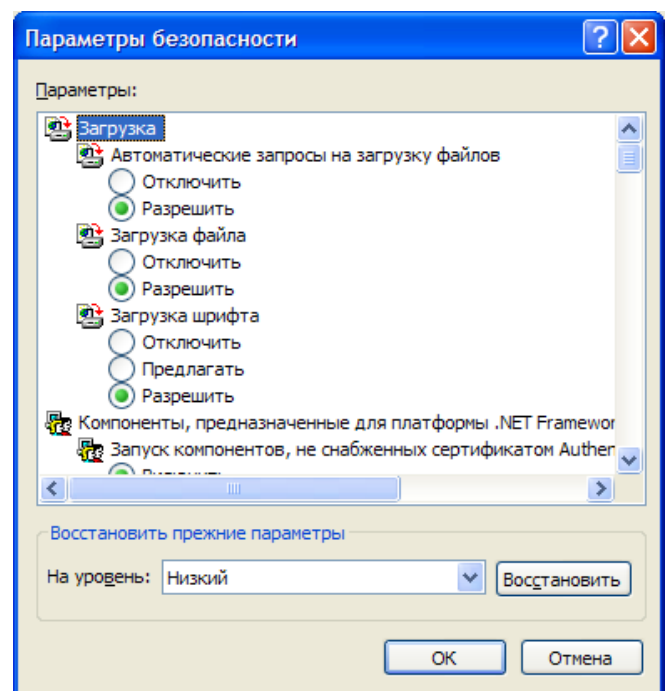 Параметры безопасности
Параметры:
Загрузка
Автоматические запросы на загрузку файлов
Отключить
Разрешить
Загрузка файла
Отключить
Разрешить
Загрузка шрифта
Отключить
Предлагать
Разрешить
Компоненты, предназначенные для платформы .NET Framewor
Запуск компонентов, не снабженных сертификатом Authen
Восстановить прежние параметры
На уровень: Низкий Восстановить
ОК Отмена